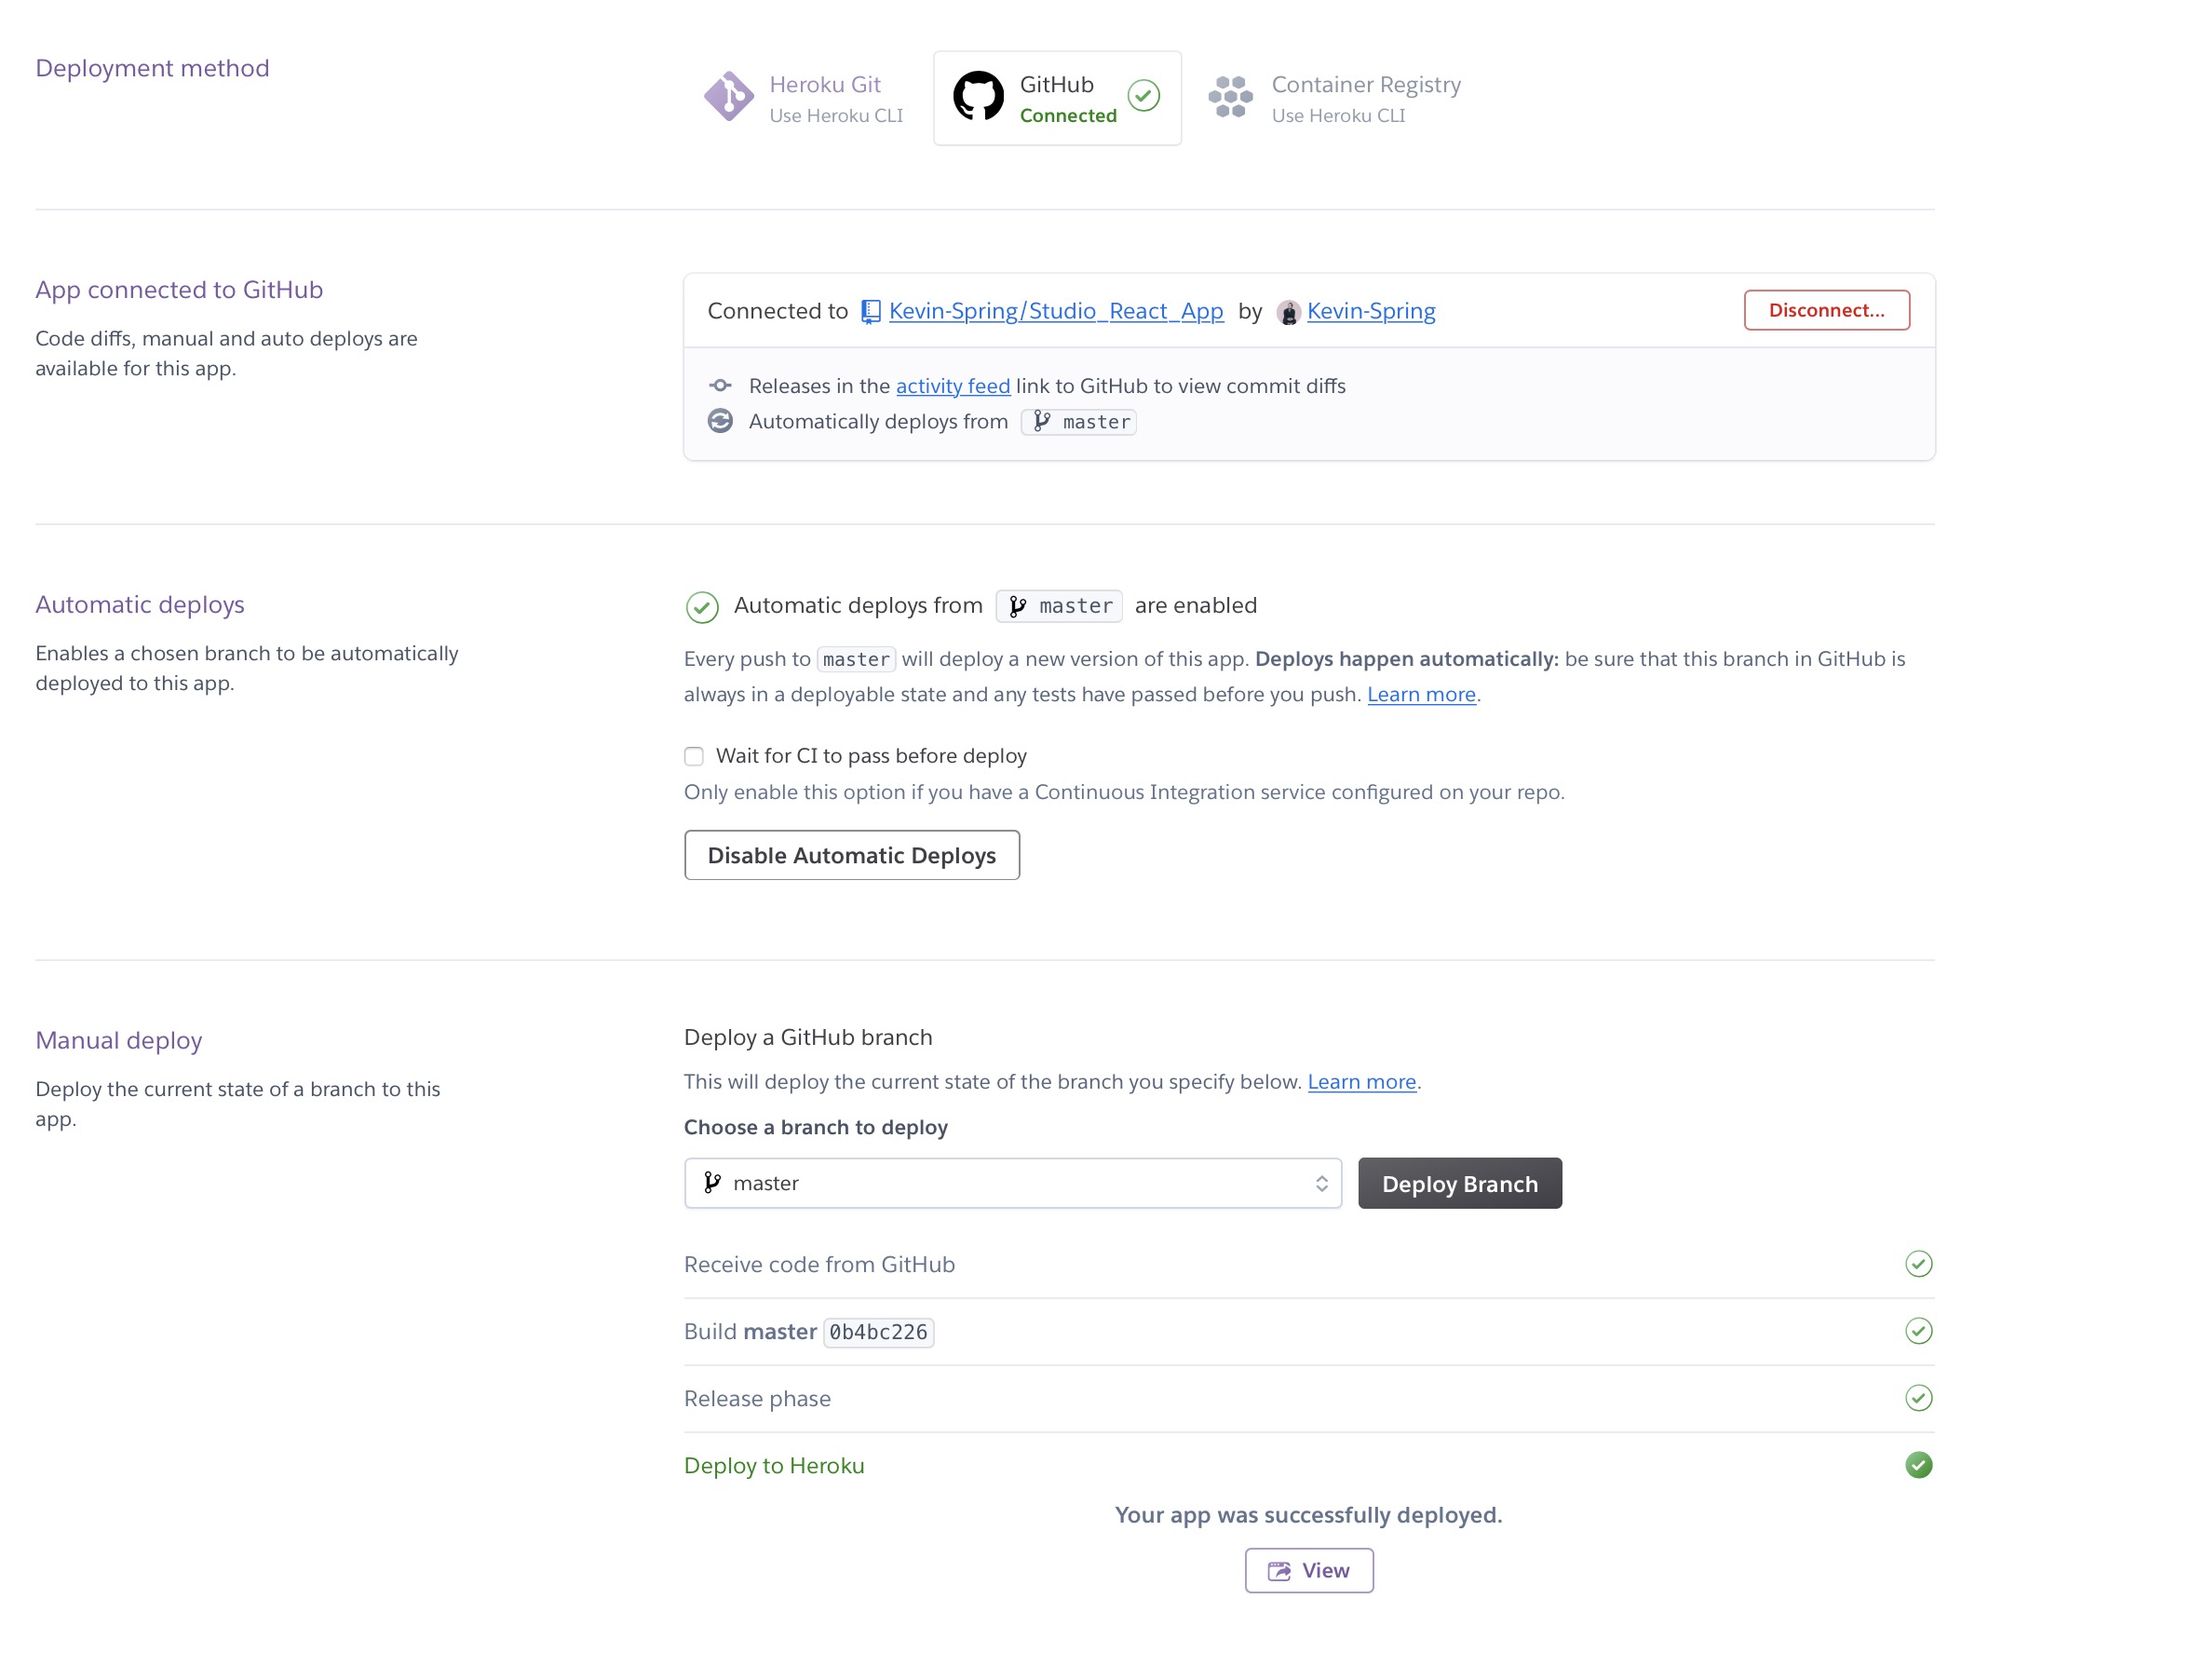 Deployment method
Heroku Git
Use Heroku CLI
GitHub
Connected
Container Registry
Use Heroku CLI
App connected to GitHub
Code diffs, manual and auto deploys are
available for this app.
Connected to Kevin-Spring/Studio_React_App by Kevin-Spring
Disconnect...
Releases in the activity feed link to GitHub to view commit diffs
Automatically deploys from master
Automatic deploys
Enables a chosen branch to be automatically
deployed to this app.
Automatic deploys from master are enabled
Every push to master will deploy a new version of this app. Deploys happen automatically: be sure that this branch in GitHub is
always in a deployable state and any tests have passed before you push. Learn more.
Wait for CI to pass before deploy
Only enable this option if you have a Continuous Integration service configured on your repo.
Disable Automatic Deploys
Manual deploy
Deploy the current state of a branch to this
app.
Deploy a GitHub branch
This will deploy the current state of the branch you specify below. Learn more.
Choose a branch to deploy
master
Deploy Branch
Receive code from GitHub
Build master 0b4bc226
Release phase
Deploy to Heroku
Your app was successfully deployed.
View